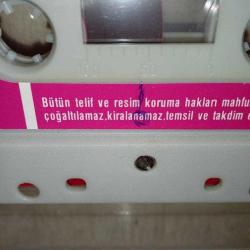 Bütün telif ve resim koruma hakları mahfu
çoğaltılamaz,kiralanamaz,temsil ve takdim e